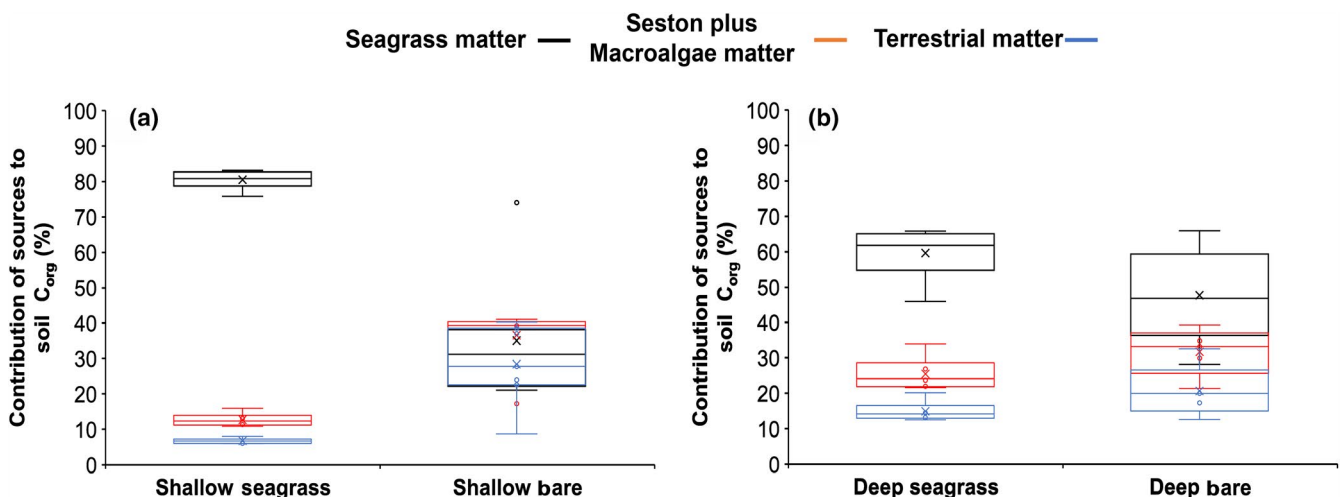 Seagrass matter
Seston plus
Macroalgae matter
Terrestrial matter
Contribution of sources to
soil Corg (%)
(a)
100
90
80
70
60
50
40
30
20
10
0
Shallow seagrass
Shallow bare
Contribution of sources to
soil Corg (%)
(b)
100
90
80
70
60
50
40
30
20
10
0
Deep seagrass
Deep bare